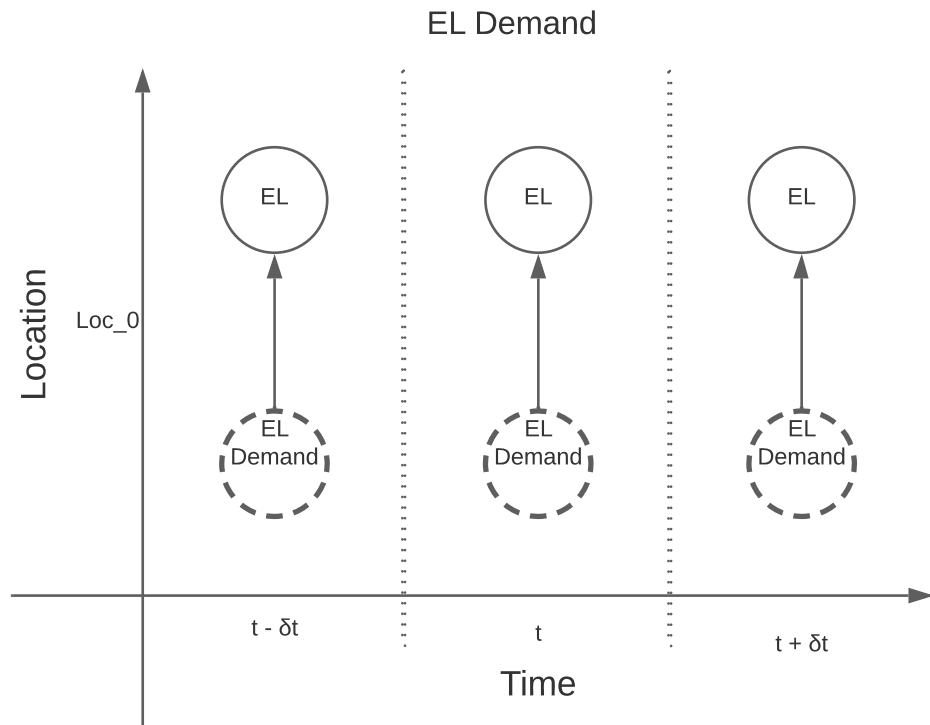 EL Demand
EL
EL
EL
Location
Loc_0
EL
Demand
EL
Demand
EL
Demand
t - δt
t
t + δt
Time